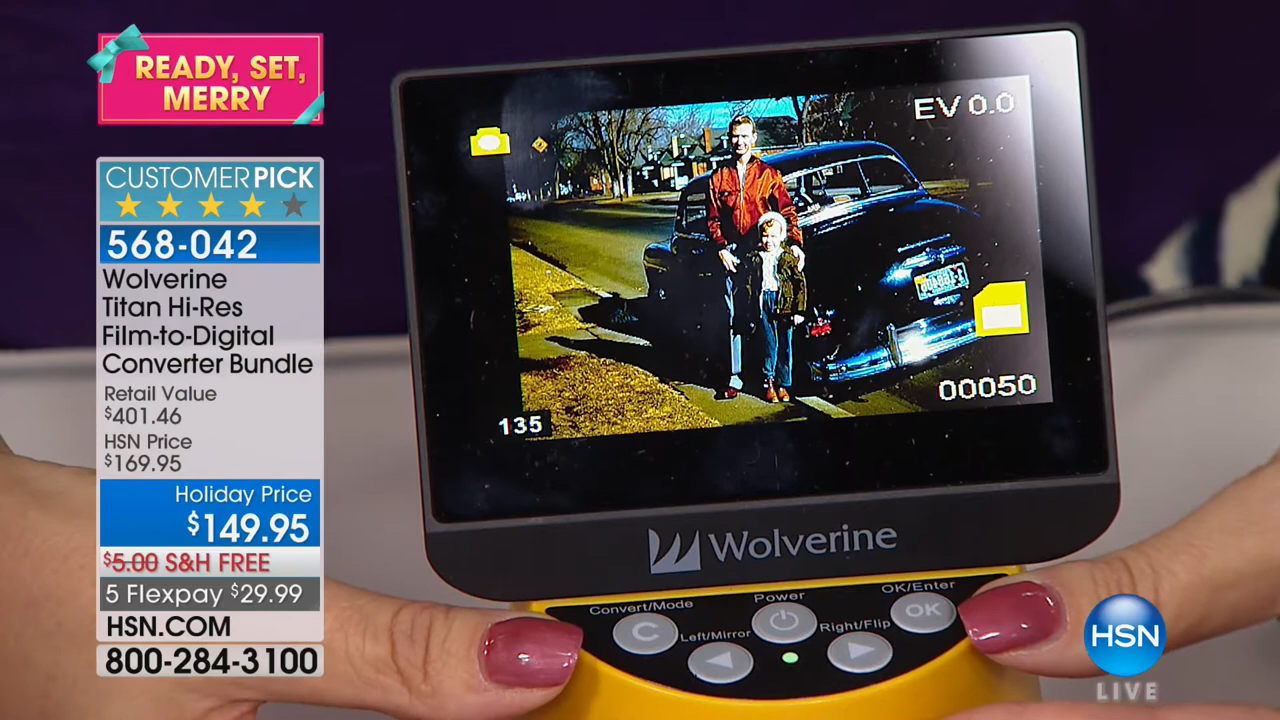 READY, SET,
MERRY
CUSTOMER PICK
568-042
Wolverine
Titan Hi-Res
Film-to-Digital
Converter Bundle
Retail Value
$401.46
HSN Price
$169.95
Holiday Price
$149.95
$5.00 S&H FREE
5 Flexpay $29.99
HSN.COM
800-284-3100
EV 0.0
00050
135
Wolverine
Convert/Mode
Power
OK/Enter
C
OK
Left/Mirror
Right/Flip
HSN
LIVE